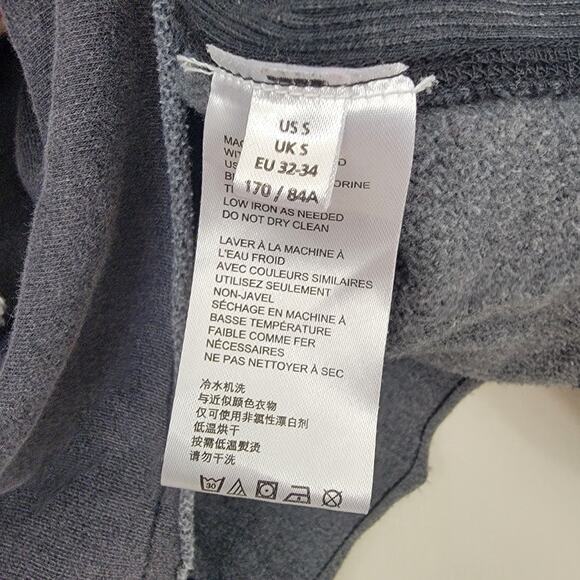 US S
UK S
EU 32-34
170 / 84A
LOW IRON AS NEEDED
DO NOT DRY CLEAN
LAVER À LA MACHINE À
L'EAU FROID
AVEC COULEURS SIMILAIRES
UTILISEZ SEULEMENT
NON-JAVEL
SÉCHAGE EN MACHINE À
BASSE TEMPÉRATURE
FAIBLE COMME FER
NÉCESSAIRES
NE PAS NETTOYER À SEC
冷水机洗
与近似颜色衣物
仅可使用非氯性漂白剂
低温烘干
按需低温熨烫
请勿干洗
30